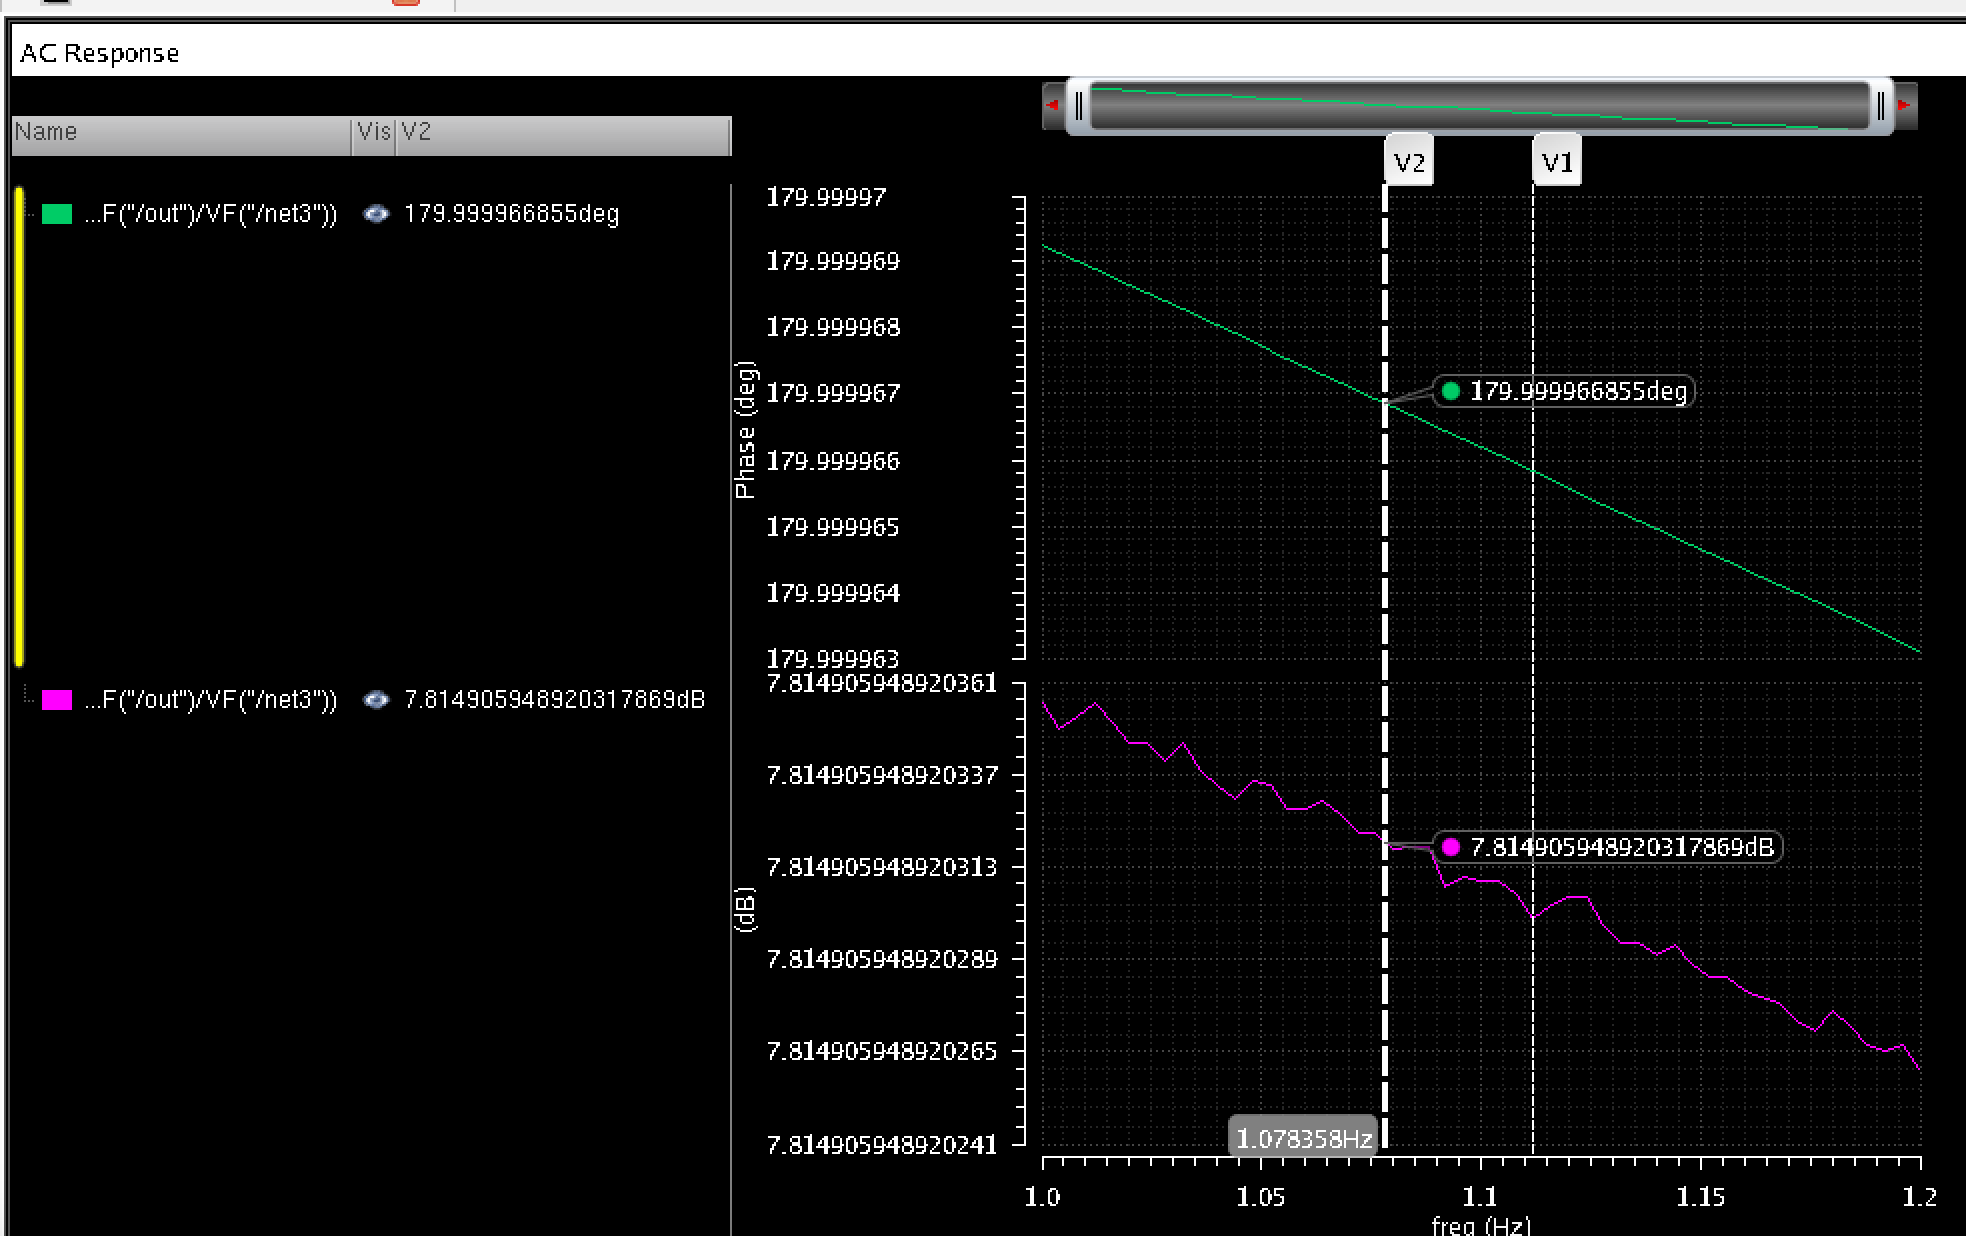 AC Response
Name Vis V2
...F("/out")/VF("/net3")) 179.999966855deg
...F("/out")/VF("/net3")) 7.814905948920317869dB
V2 V1
179.99997
179.999969
179.999968
179.999967
179.999966
179.999965
179.999964
179.999963
Phase (deg)
179.999966855deg
7.814905948920361
7.814905948920337
7.814905948920313
7.814905948920289
7.814905948920265
7.814905948920241
(dB)
7.814905948920317869dB
1.078358Hz
1.0 1.05 1.1 1.15 1.2
freq (Hz)